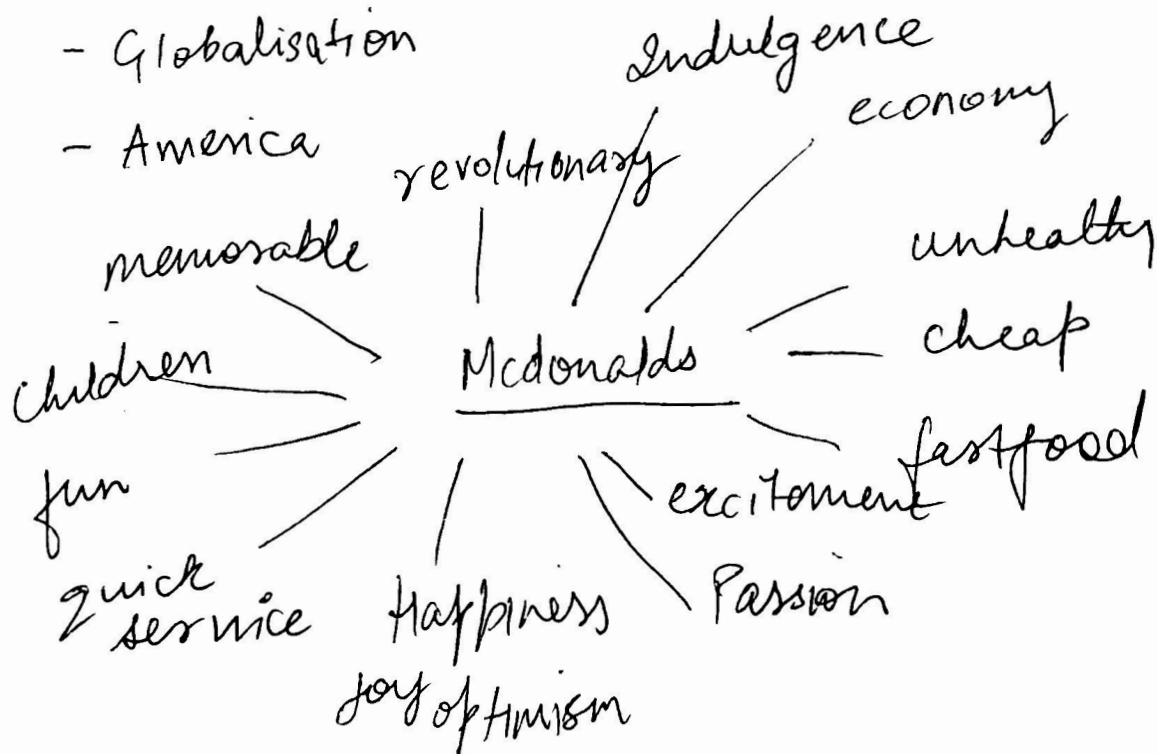 - Globalisation
- America
Indulgence
economy
revolutionary
memorable
unhealthy
children
Mcdonalds
cheap
fun
fastfood
excitement
quick
service
Happiness
Passion
Joy optimism